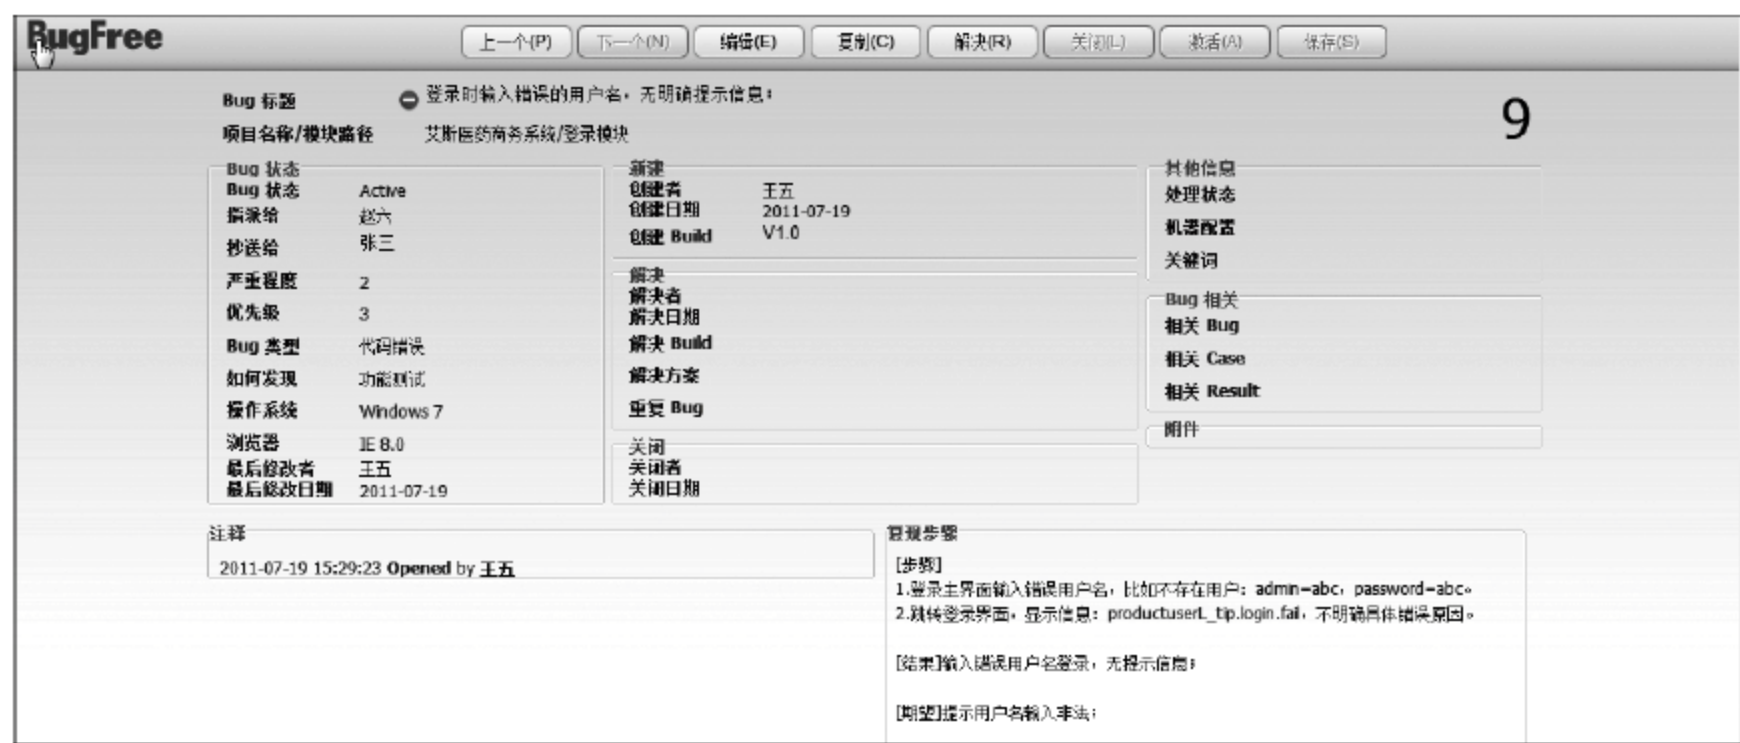 BugFree
上一个(P) 下一个(N) 编辑(E) 复制(C) 解决(R) 关闭(L) 激活(A) 保存(S)
Bug 标题 登录时输入错误的用户名，无明确提示信息；
9
项目名称/模块路径 艾斯医药商务系统/登录模块
Bug 状态
Bug 状态 Active
指派给 赵六
抄送给 张三
严重程度 2
优先级 3
Bug 类型 代码错误
如何发现 功能测试
操作系统 Windows 7
浏览器 IE 8.0
最后修改者 王五
最后修改日期 2011-07-19
新建
创建者 王五
创建日期 2011-07-19
创建 Build V1.0
解决
解决者
解决日期
解决 Build
解决方案
重复 Bug
关闭
关闭者
关闭日期
其他信息
处理状态
机器配置
关键词
Bug 相关
相关 Bug
相关 Case
相关 Result
附件
注释
2011-07-19 15:29:23 Opened by 王五
复现步骤
[步骤]
1.登录主界面输入错误用户名，比如不存在用户：admin=abc，password=abc。
2.跳转登录界面，显示信息：productuserL_tip.login.fail，不明确具体错误原因。
[结果]输入错误用户名登录，无提示信息；
[期望]提示用户名输入非法；